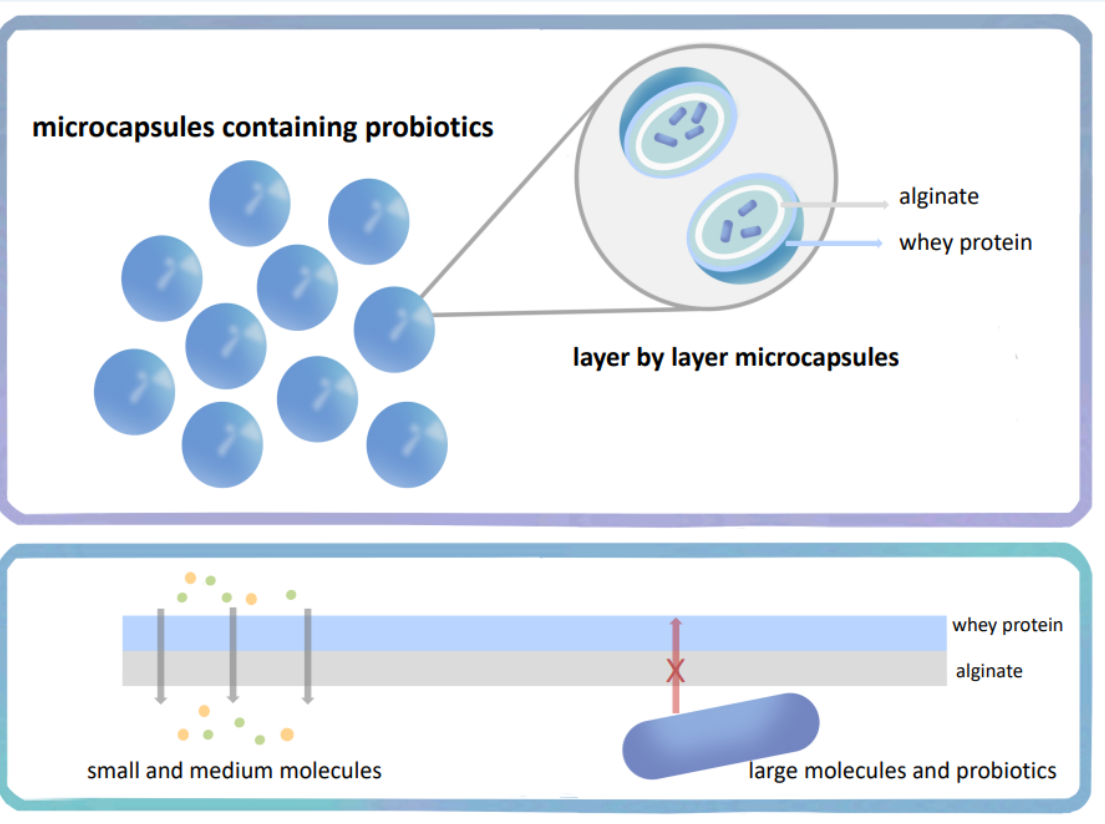 microcapsules containing probiotics
alginate
whey protein
layer by layer microcapsules
whey protein
alginate
X
small and medium molecules
large molecules and probiotics